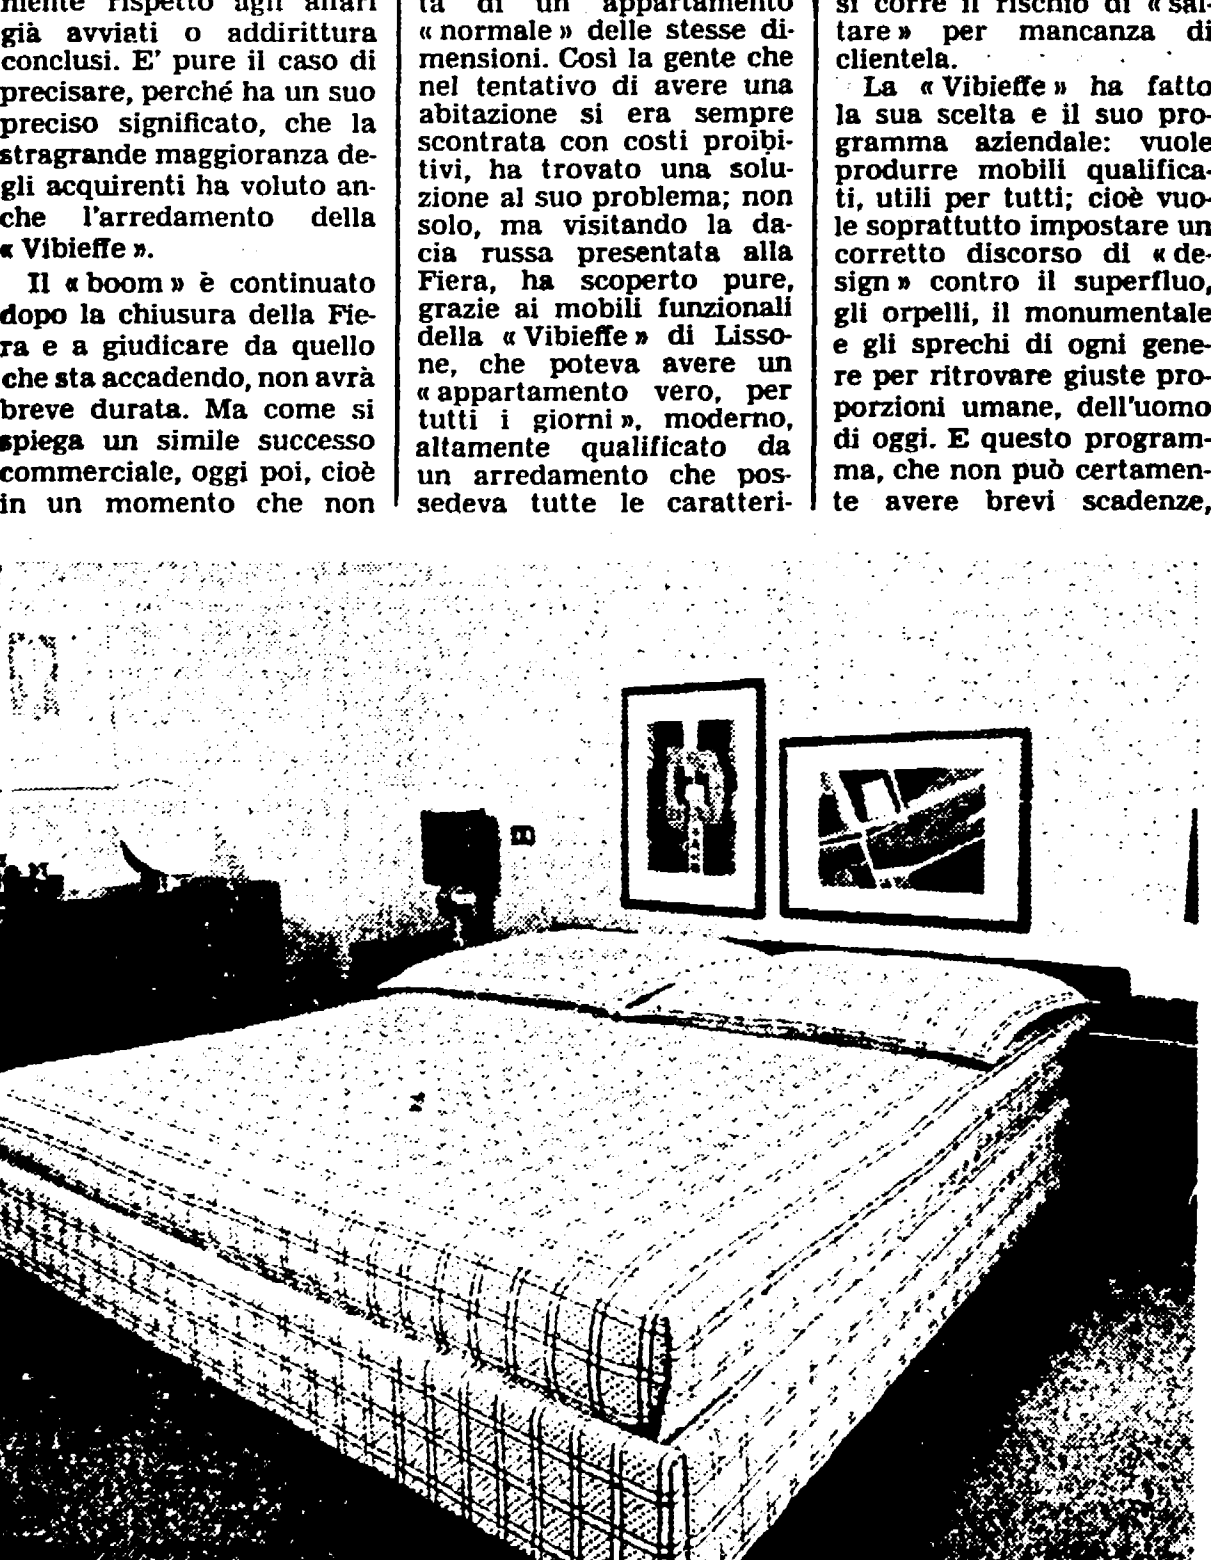 niente rispetto agli affari
già avviati o addirittura
conclusi. E' pure il caso di
precisare, perché ha un suo
preciso significato, che la
stragrande maggioranza de-
gli acquirenti ha voluto an-
che l'arredamento della
« Vibieffe ».
Il « boom » è continuato
dopo la chiusura della Fie-
ra e a giudicare da quello
che sta accadendo, non avrà
breve durata. Ma come si
spiega un simile successo
commerciale, oggi poi, cioè
in un momento che non
ta di un appartamento
« normale » delle stesse di-
mensioni. Così la gente che
nel tentativo di avere una
abitazione si era sempre
scontrata con costi proibi-
tivi, ha trovato una solu-
zione al suo problema; non
solo, ma visitando la da-
cia russa presentata alla
Fiera, ha scoperto pure,
grazie ai mobili funzionali
della « Vibieffe » di Lisso-
ne, che poteva avere un
« appartamento vero, per
tutti i giorni », moderno,
altamente qualificato da
un arredamento che pos-
sedeva tutte le caratteri-
si corre il rischio di « sal-
tare » per mancanza di
clientela.
La « Vibieffe » ha fatto
la sua scelta e il suo pro-
gramma aziendale: vuole
produrre mobili qualifica-
ti, utili per tutti; cioè vuo-
le soprattutto impostare un
corretto discorso di « de-
sign » contro il superfluo,
gli orpelli, il monumentale
e gli sprechi di ogni gene-
re per ritrovare giuste pro-
porzioni umane, dell'uomo
di oggi. E questo program-
ma, che non può certamen-
te avere brevi scadenze,